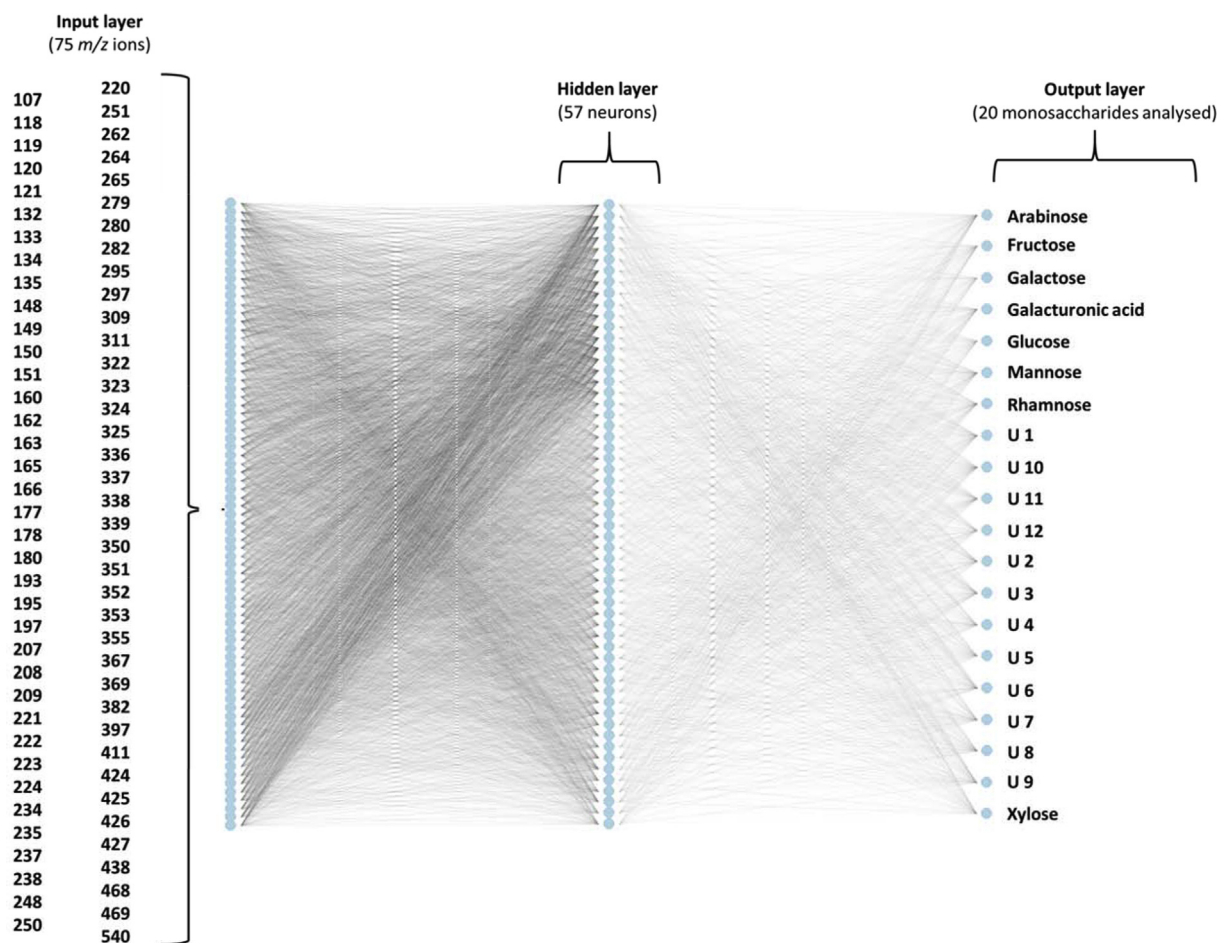 Input layer
(75 m/z ions)
107
118
119
120
121
132
133
134
135
148
149
150
151
160
162
163
165
166
177
178
180
193
195
197
207
208
209
221
222
223
224
234
235
237
238
248
250
220
251
262
264
265
279
280
282
295
297
309
311
322
323
324
325
336
337
338
339
350
351
352
353
355
367
369
382
397
411
424
425
426
427
438
468
469
540
Hidden layer
(57 neurons)
Output layer
(20 monosaccharides analysed)
Arabinose
Fructose
Galactose
Galacturonic acid
Glucose
Mannose
Rhamnose
U 1
U 10
U 11
U 12
U 2
U 3
U 4
U 5
U 6
U 7
U 8
U 9
Xylose